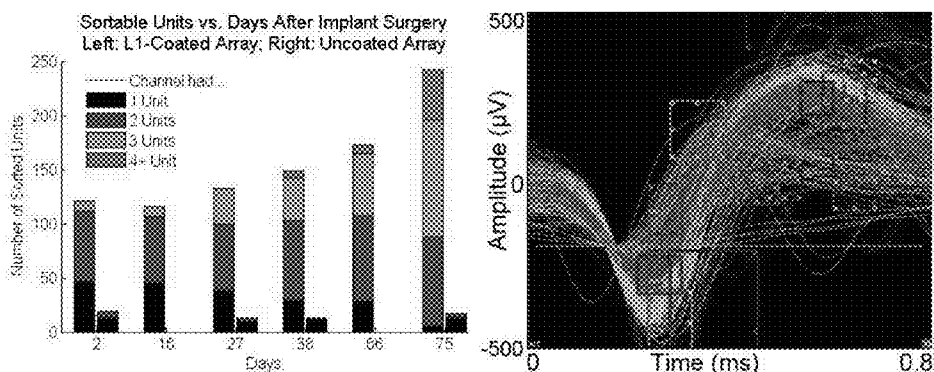 Sortable Units vs. Days After Implant Surgery
Left: L1-Coated Array; Right: Uncoated Array
250
200
150
100
50
0
Number of Sorted Units
Channel had...
1 Unit
2 Units
3 Units
4+ Unit
2
16
27
38
66
75
Days
500
0
-500
Amplitude (µV)
0
Time (ms)
0.8